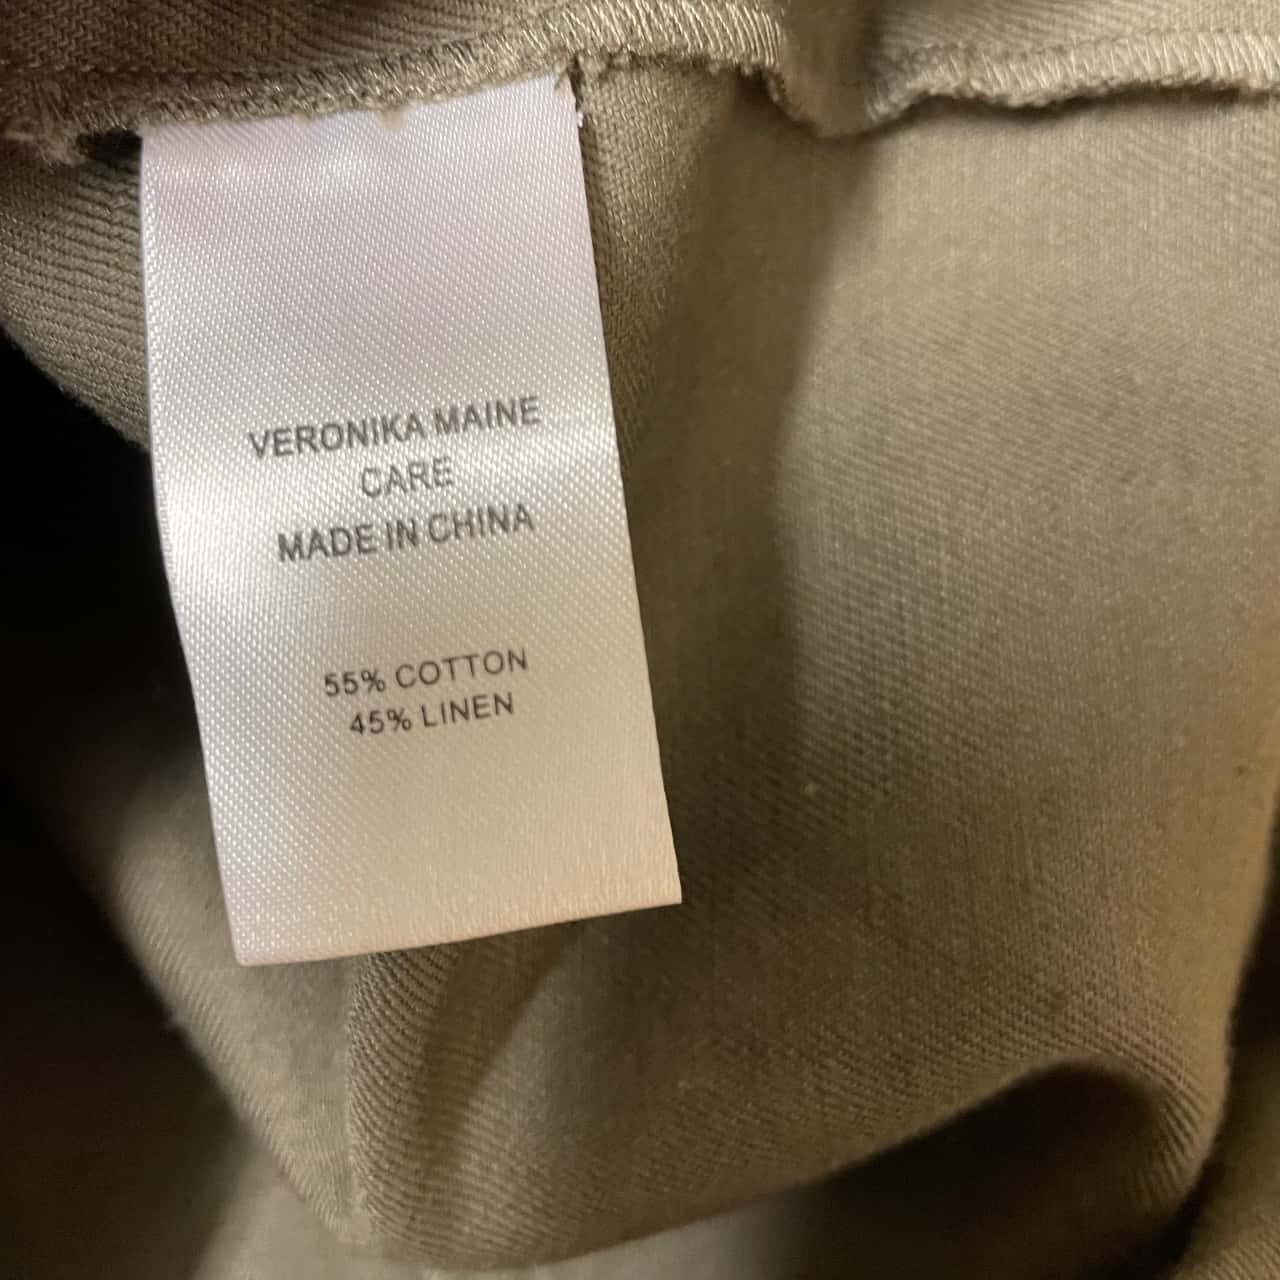 VERONIKA MAINE
CARE
MADE IN CHINA
55% COTTON
45% LINEN